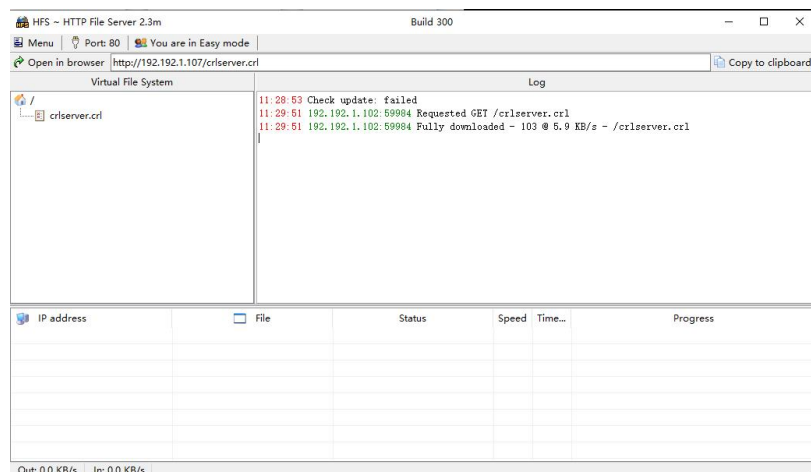 HFS ~ HTTP File Server 2.3m Build 300
Menu Port: 80 You are in Easy mode
Open in browser http://192.192.1.107/crlserver.crl Copy to clipboard
Virtual File System Log
/
crlserver.crl
11:28:53 Check update: failed
11:29:51 192.192.1.102:59984 Requested GET /crlserver.crl
11:29:51 192.192.1.102:59984 Fully downloaded - 103 @ 5.9 KB/s - /crlserver.crl
IP address File Status Speed Time... Progress
Out: 0.0 KB/s In: 0.0 KB/s